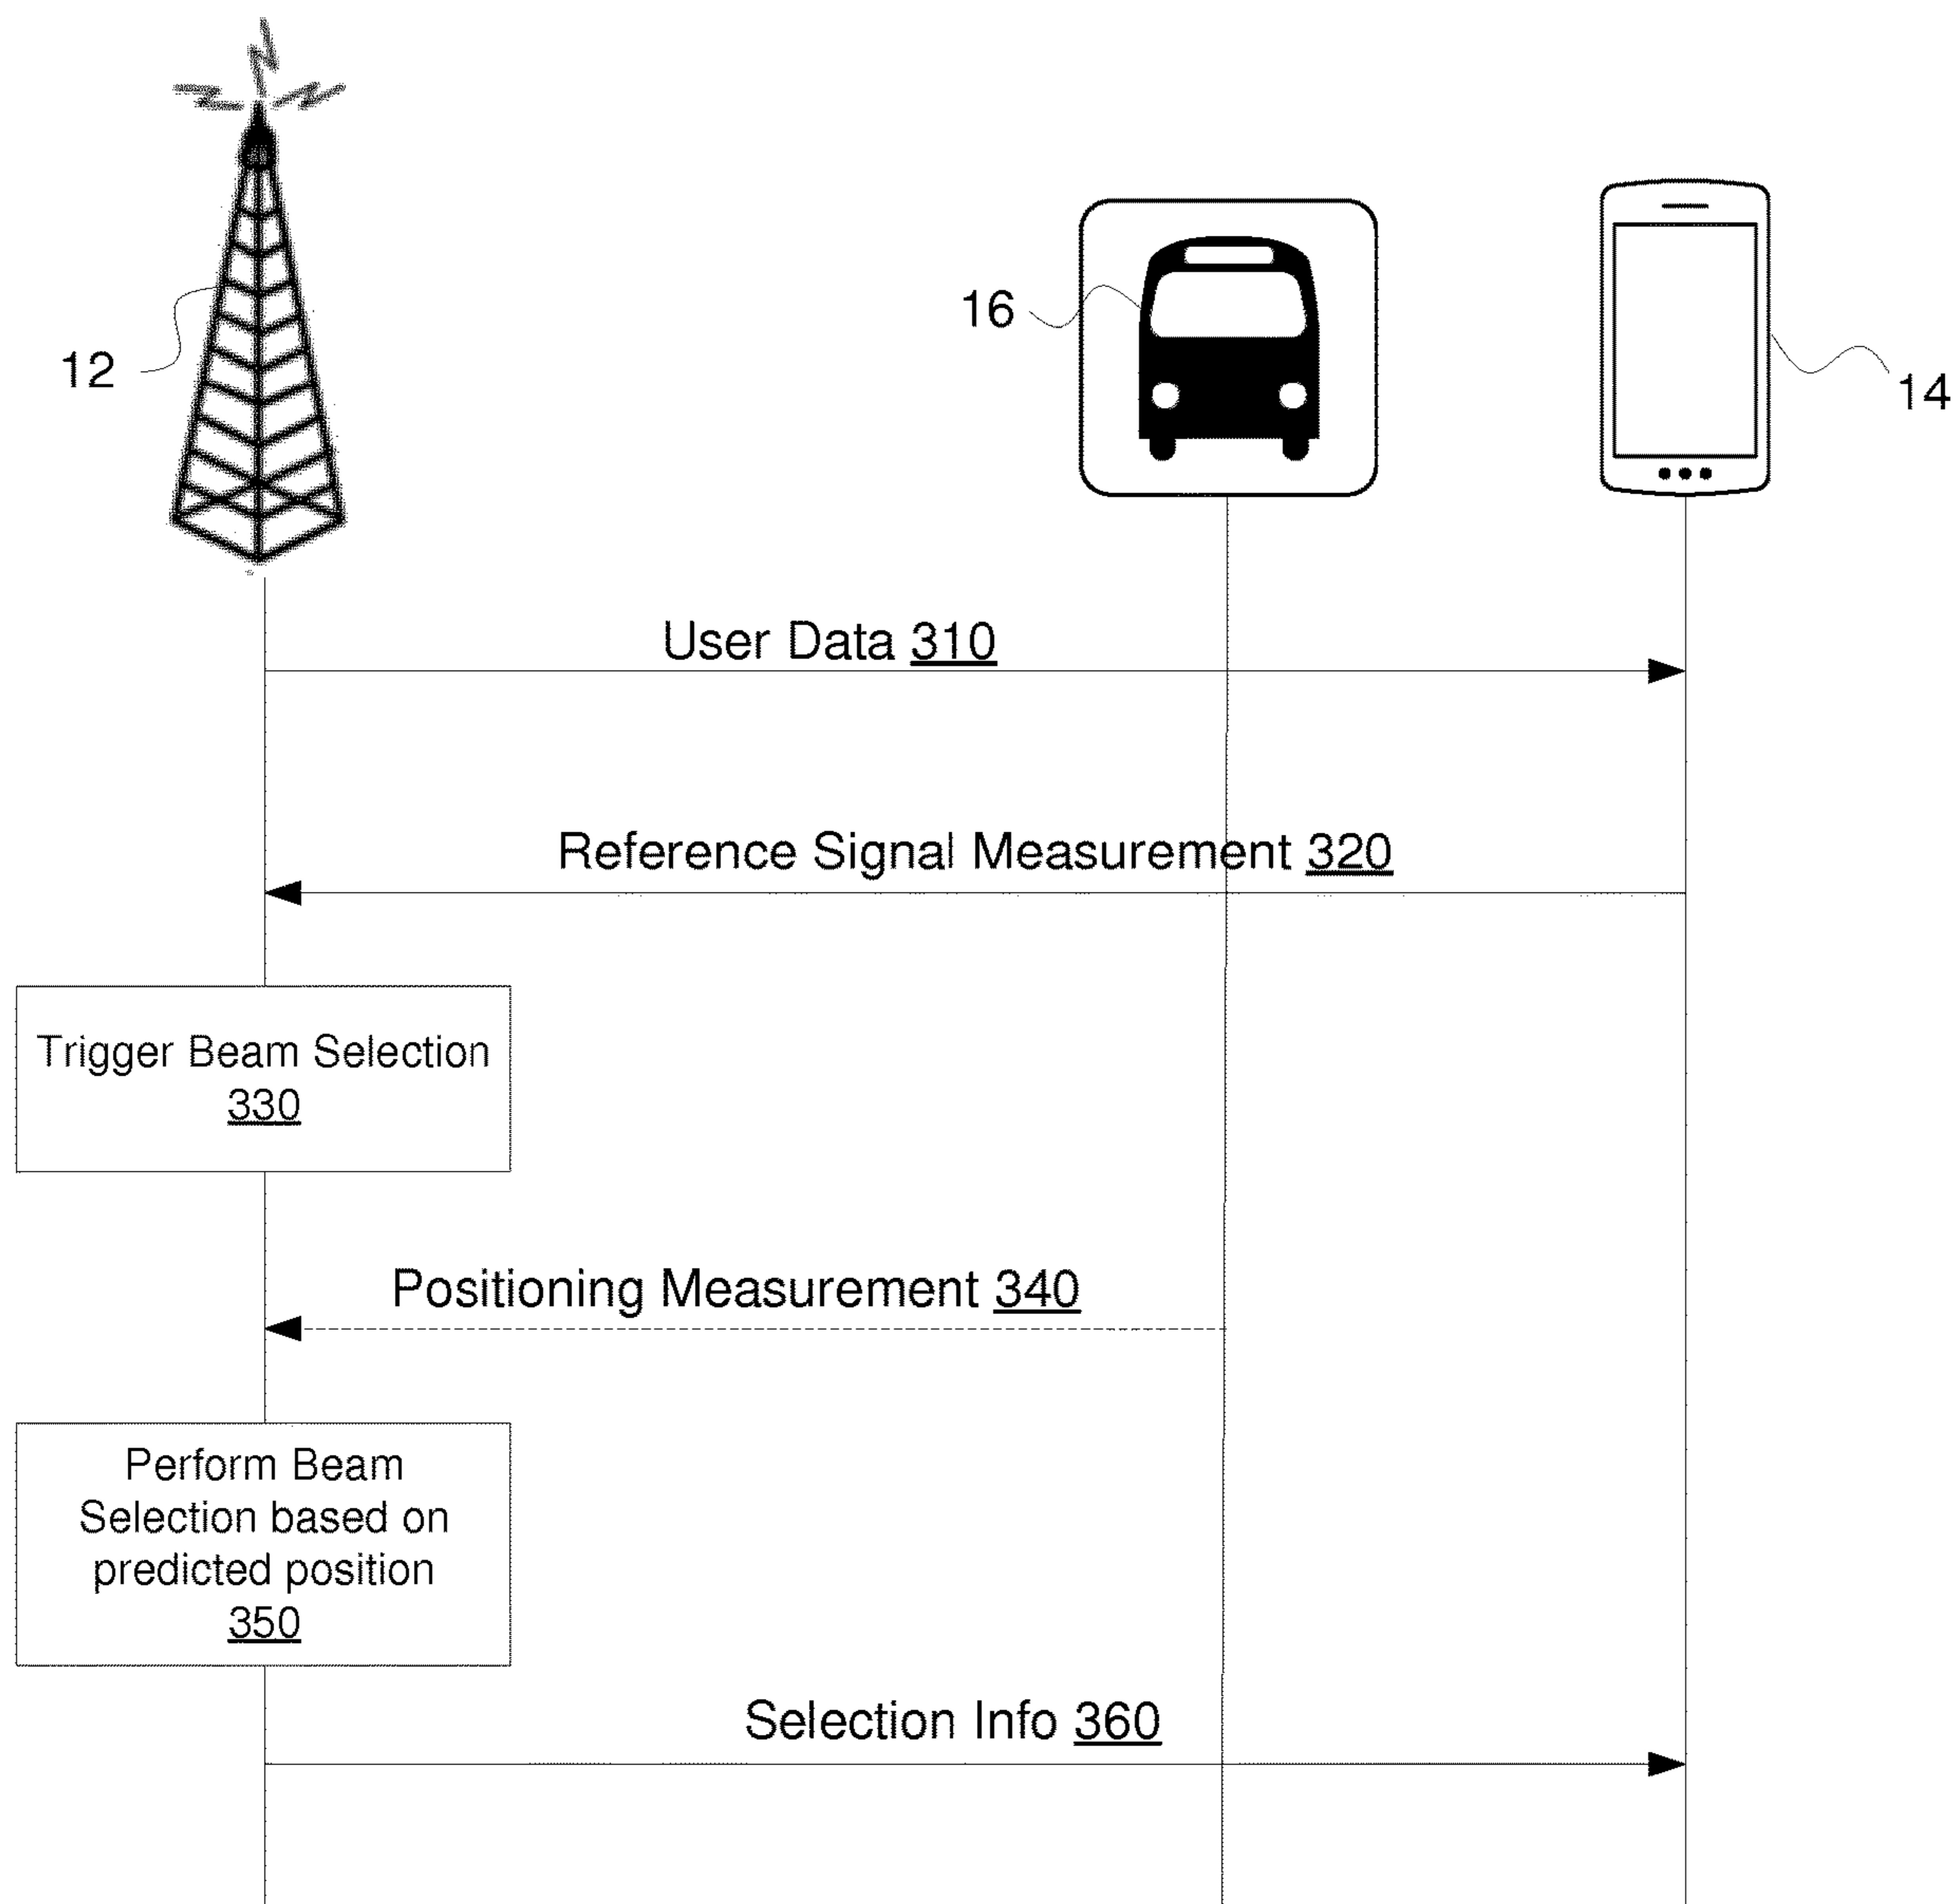 16
12
14
User Data 310
Reference Signal Measurement 320
Trigger Beam Selection
330
Positioning Measurement 340
Perform Beam
Selection based on
predicted position
350
Selection Info 360